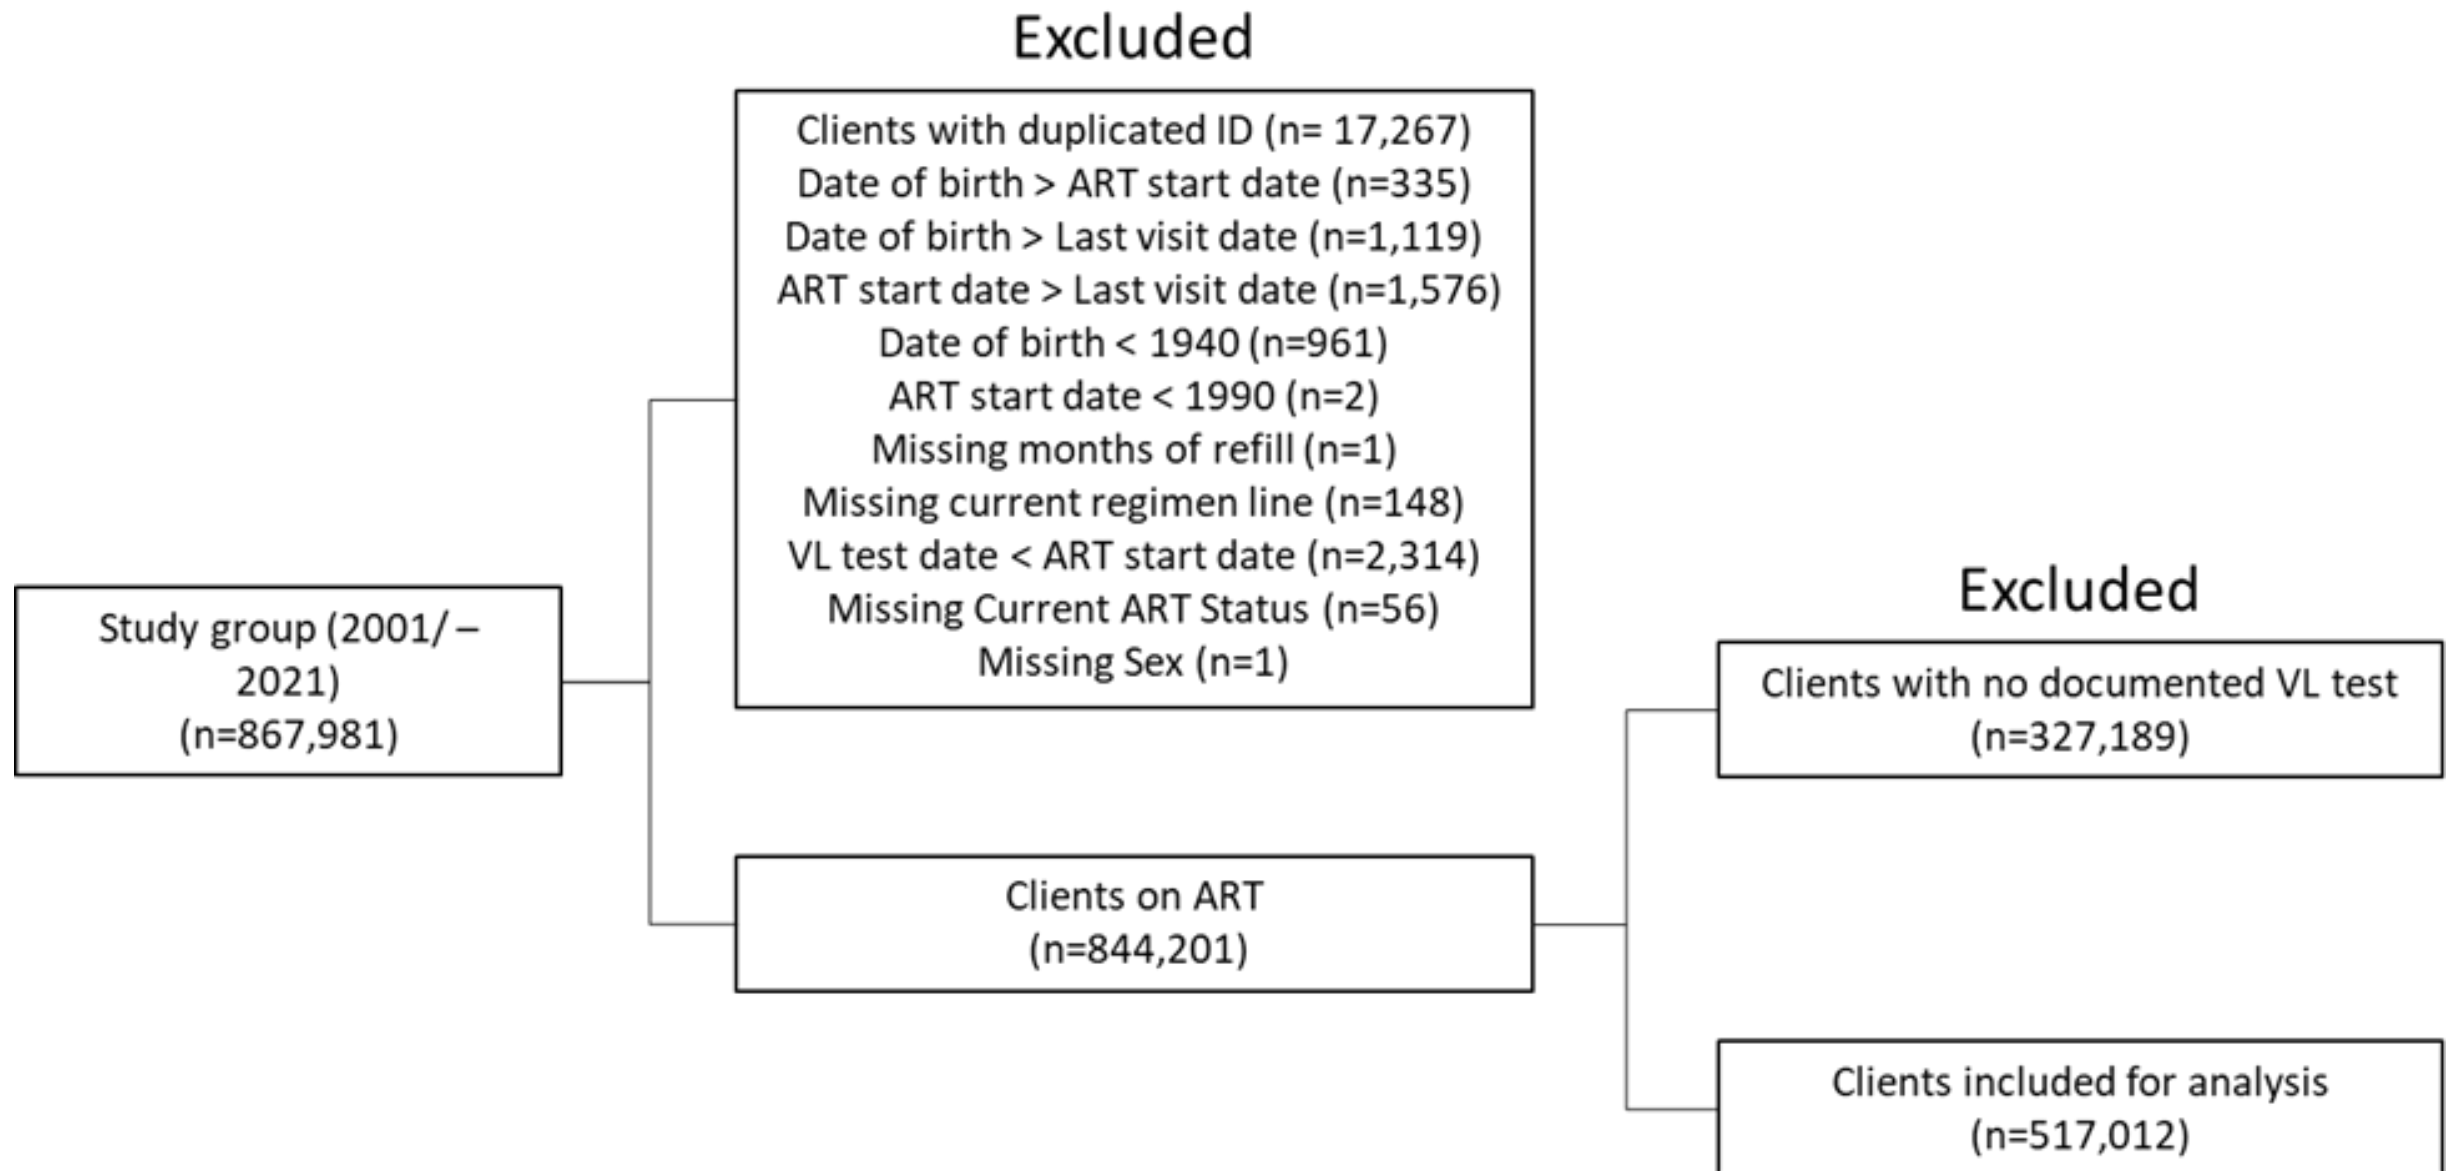 Excluded
Clients with duplicated ID (n= 17,267)
Date of birth > ART start date (n=335)
Date of birth > Last visit date (n=1,119)
ART start date > Last visit date (n=1,576)
Date of birth < 1940 (n=961)
ART start date < 1990 (n=2)
Missing months of refill (n=1)
Missing current regimen line (n=148)
VL test date < ART start date (n=2,314)
Missing Current ART Status (n=56)
Missing Sex (n=1)
Study group (2001/ –
2021)
(n=867,981)
Clients on ART
(n=844,201)
Excluded
Clients with no documented VL test
(n=327,189)
Clients included for analysis
(n=517,012)